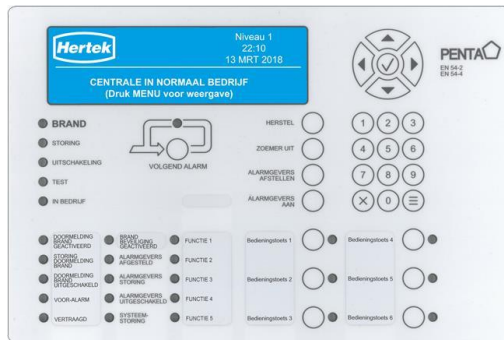 Hertek
Niveau 1
22:10
13 MRT 2018
CENTRALE IN NORMAAL BEDRIJF
(Druk MENU voor weergave)
PENTA
EN 54-2
EN 54-4
BRAND
STORING
UITSCHAKELING
TEST
IN BEDRIJF
VOLGEND ALARM
HERSTEL
ZOEMER UIT
ALARMGEVERS
AFSTELLEN
ALARMGEVERS
AAN
1 2 3
4 5 6
7 8 9
0
DOORMELDING
BRAND
GEACTIVEERD
STORING
DOORMELDING
BRAND
DOORMELDING
BRAND
UITGESCHAKELD
VOOR-ALARM
VERTRAAGD
BRAND
BEVEILIGING
GEACTIVEERD
ALARMGEVERS
AFGESTELD
ALARMGEVERS
STORING
ALARMGEVERS
UITGESCHAKELD
SYSTEEM-
STORING
FUNCTIE 1
FUNCTIE 2
FUNCTIE 3
FUNCTIE 4
FUNCTIE 5
Bedieningstoets 1
Bedieningstoets 2
Bedieningstoets 3
Bedieningstoets 4
Bedieningstoets 5
Bedieningstoets 6